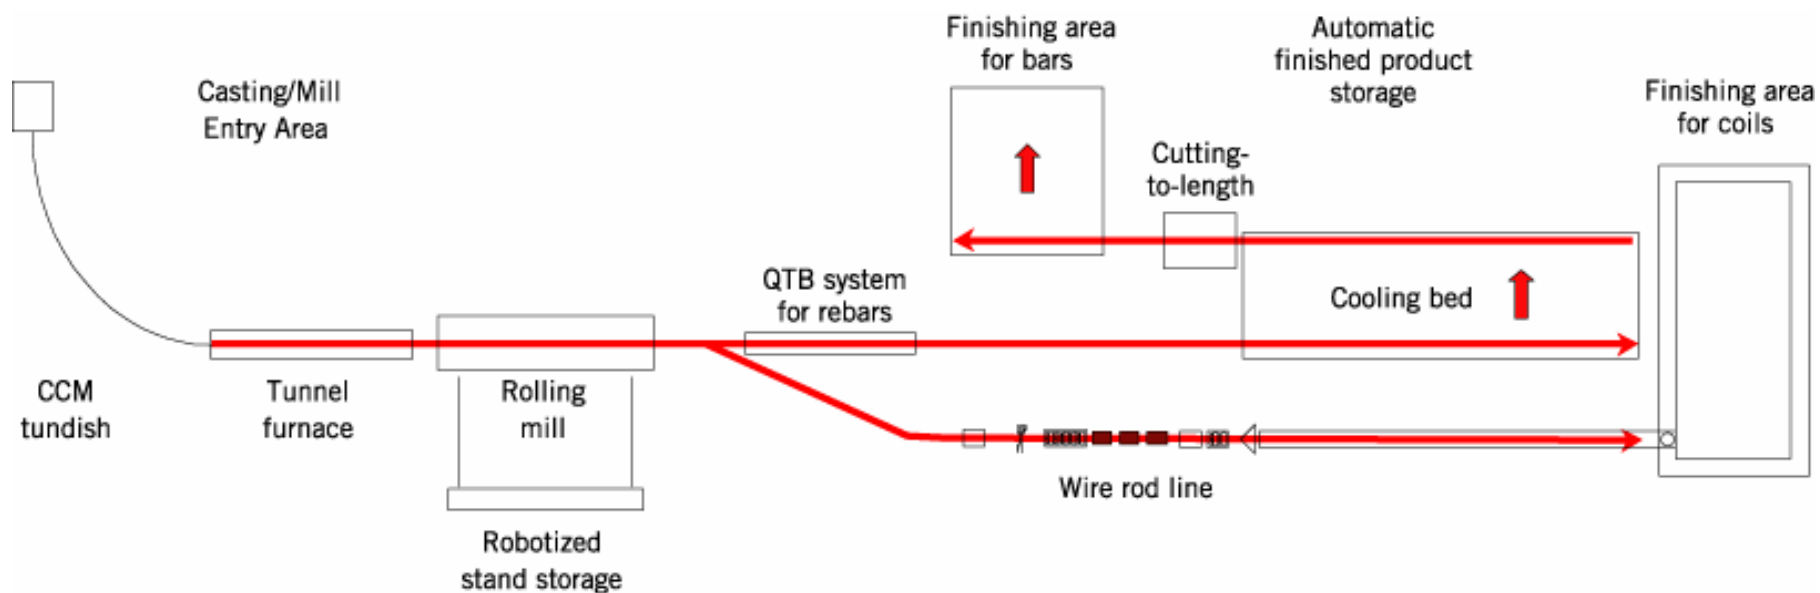 Casting/Mill
Entry Area
CCM
tundish
Tunnel
furnace
Rolling
mill
Robotized
stand storage
QTB system
for rebars
Finishing area
for bars
Cutting-
to-length
Automatic
finished product
storage
Cooling bed
Wire rod line
Finishing area
for coils